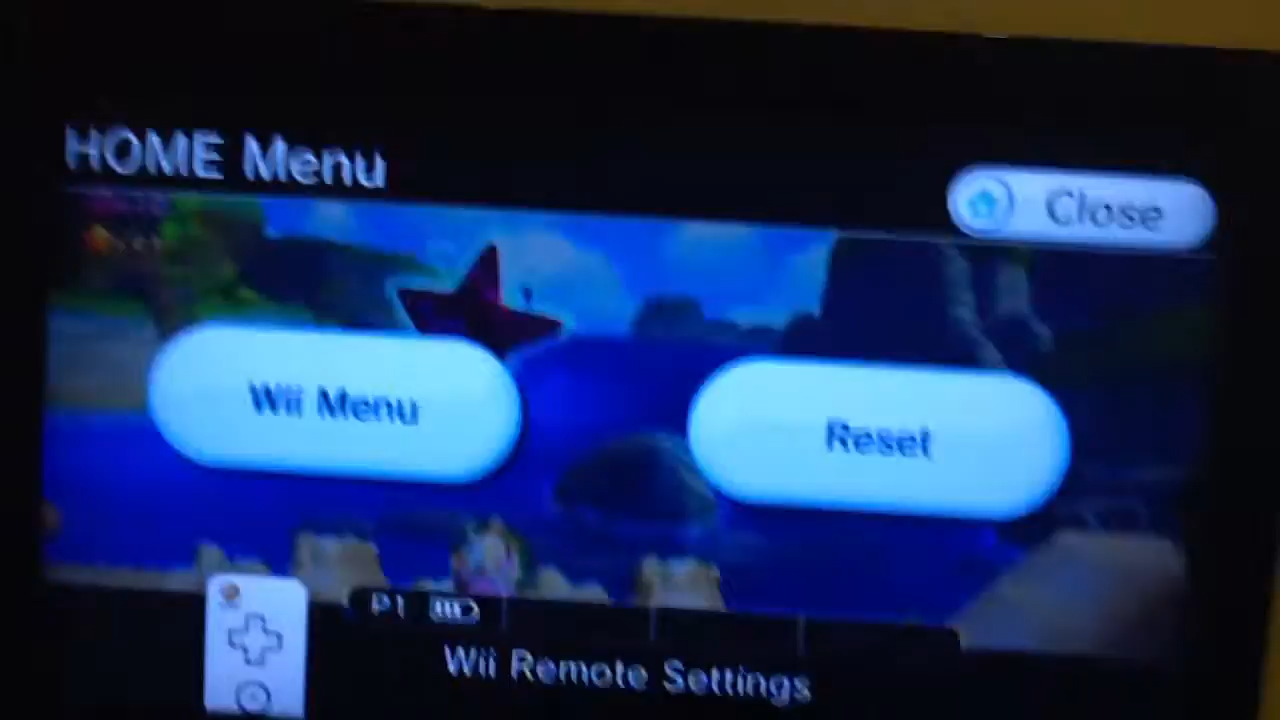 HOME Menu
Close
Wii Menu
Reset
P1
Wii Remote Settings